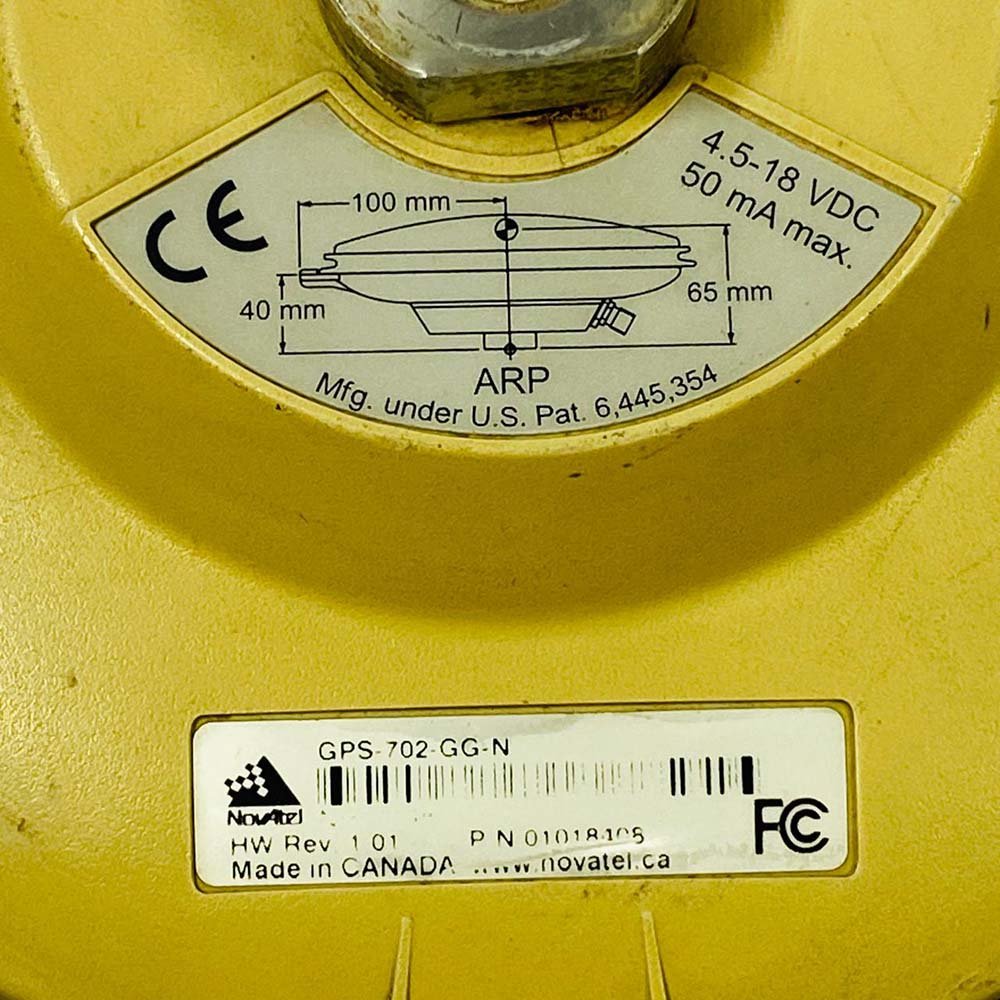 CE
4.5-18 VDC
50 mA max.
100 mm
40 mm
65 mm
ARP
Mfg. under U.S. Pat. 6,445,354
GPS-702-GG-N
NovAtel
HW Rev 1.01 P/N
FC
Made in CANADA www.novatel.ca